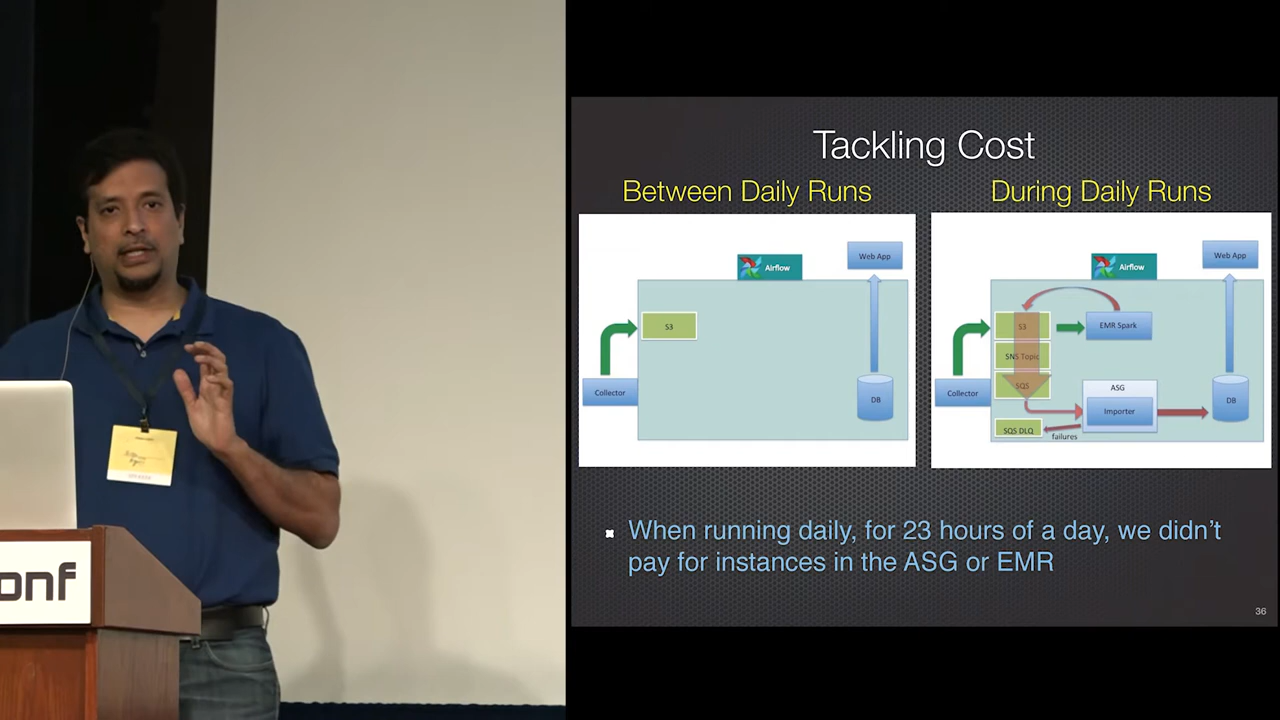 Tackling Cost
Between Daily Runs
During Daily Runs
Airflow
Web App
S3
Collector
DB
Airflow
Web App
S3
EMR Spark
SNS Topic
SQS
ASG
Collector
Importer
DB
SQS DLQ
failures
When running daily, for 23 hours of a day, we didn't
pay for instances in the ASG or EMR
36
onf